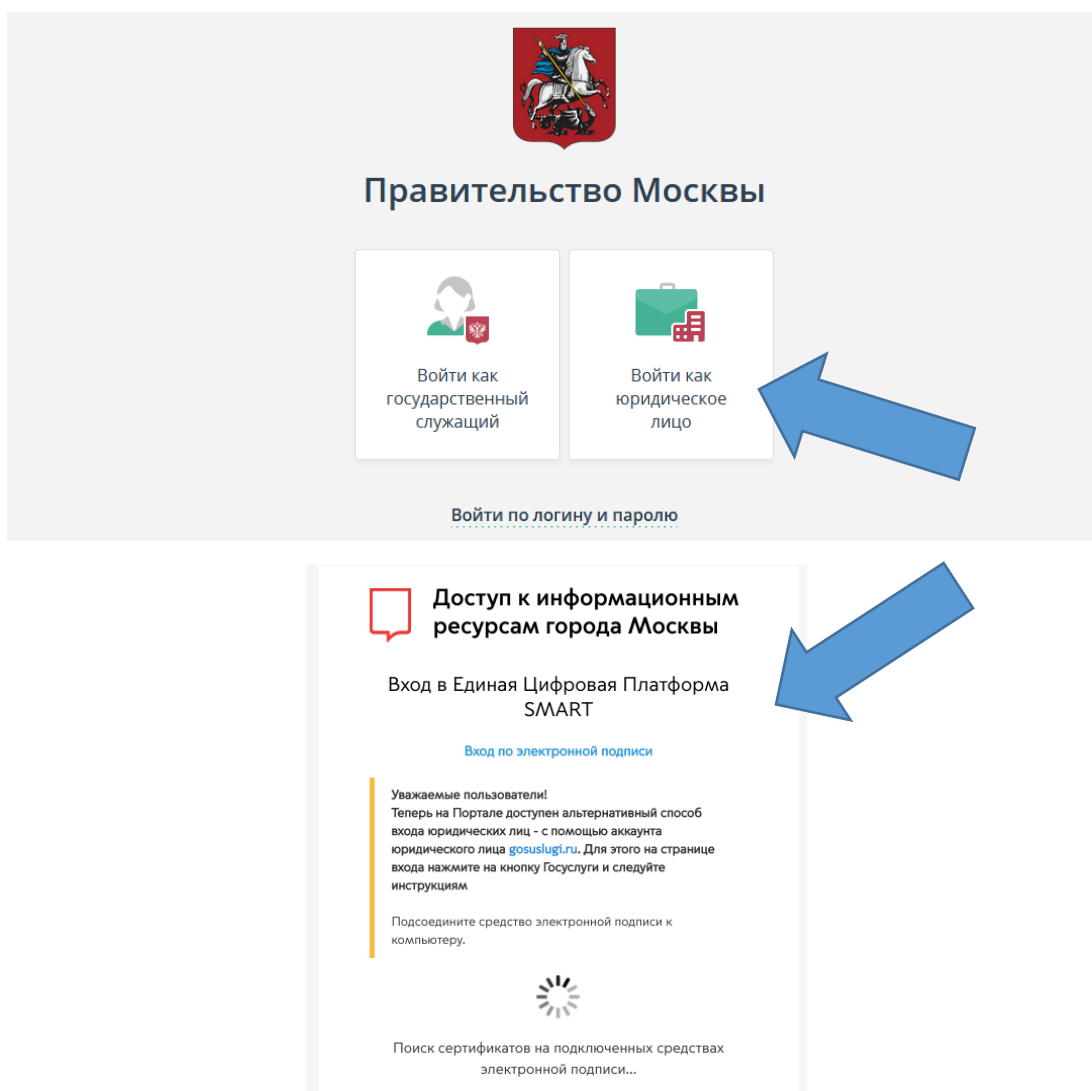 Правительство Москвы
Войти как
государственный
служащий
Войти как
юридическое
лицо
Войти по логину и паролю
Доступ к информационным
ресурсам города Москвы
Вход в Единая Цифровая Платформа
SMART
Вход по электронной подписи
Уважаемые пользователи!
Теперь на Портале доступен альтернативный способ
входа юридических лиц - с помощью аккаунта
юридического лица gosuslugi.ru. Для этого на странице
входа нажмите на кнопку Госуслуги и следуйте
инструкциям
Подсоедините средство электронной подписи к
компьютеру.
Поиск сертификатов на подключенных средствах
электронной подписи...